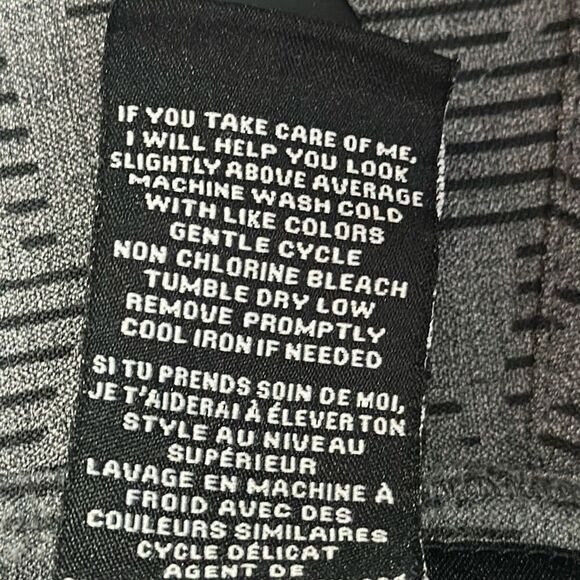 IF YOU TAKE CARE OF ME,
I WILL HELP YOU LOOK
SLIGHTLY ABOVE AVERAGE
MACHINE WASH COLD
WITH LIKE COLORS
GENTLE CYCLE
NON CHLORINE BLEACH
TUMBLE DRY LOW
REMOVE PROMPTLY
COOL IRON IF NEEDED
SI TU PRENDS SOIN DE MOI,
JE T'AIDERAI À ÉLEVER TON
STYLE AU NIVEAU
SUPÉRIEUR
LAVAGE EN MACHINE À
FROID AVEC DES
COULEURS SIMILAIRES
CYCLE DÉLICAT
AGENT DE